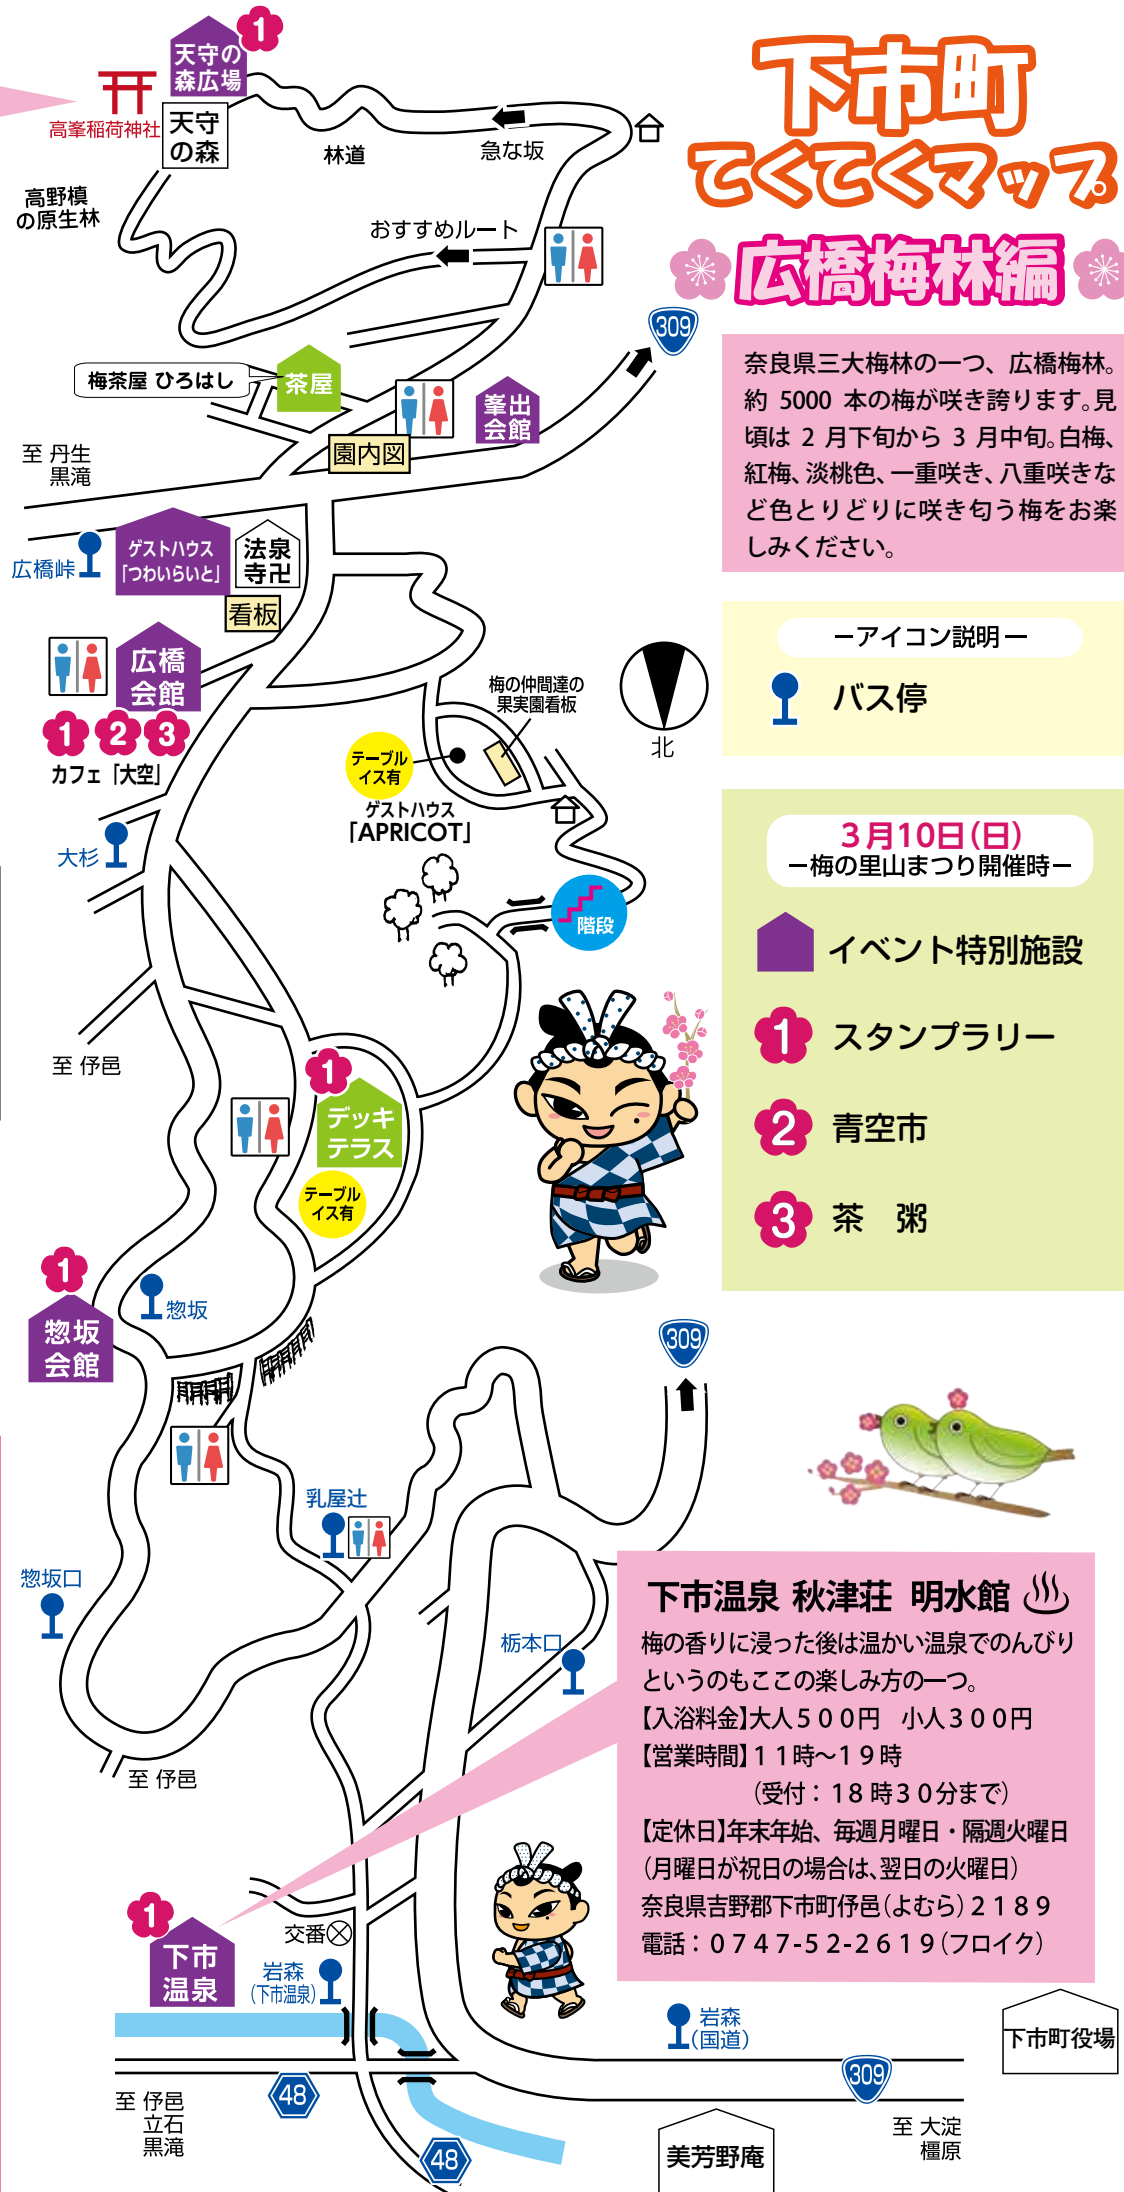 下市町
てくてくマップ
広橋梅林編
奈良県三大梅林の一つ、広橋梅林。
約 5000 本の梅が咲き誇ります。見
頃は 2 月下旬から 3 月中旬。白梅、
紅梅、淡桃色、一重咲き、八重咲きな
ど色とりどりに咲き匂う梅をお楽
しみください。
ーアイコン説明ー
バス停
3月10日(日)
ー梅の里山まつり開催時ー
イベント特別施設
1 スタンプラリー
2 青空市
3 茶 粥
1
天守の
森広場
高峯稲荷神社
天守
の森
林道
急な坂
高野槙
の原生林
おすすめルート
309
梅茶屋 ひろはし
茶屋
峯出
会館
園内図
至 丹生
黒滝
広橋峠
ゲストハウス
「つわいらいと」
法泉
寺卍
看板
広橋
会館
1 2 3
カフェ「大空」
梅の仲間達の
果実園看板
北
テーブル
イス有
ゲストハウス
「APRICOT」
大杉
階段
至 伃邑
1
デッキ
テラス
テーブル
イス有
1
惣坂
惣坂
会館
309
乳屋辻
惣坂口
栃本口
至 伃邑
下市温泉 秋津荘 明水館
梅の香りに浸った後は温かい温泉でのんびり
というのもここの楽しみ方の一つ。
【入浴料金】大人500円 小人300円
【営業時間】11時〜19時
(受付：18時30分まで)
【定休日】年末年始、毎週月曜日・隔週火曜日
(月曜日が祝日の場合は、翌日の火曜日)
奈良県吉野郡下市町伃邑(よむら)2189
電話：0747-52-2619(フロイク)
1
下市
温泉
交番
岩森
(下市温泉)
岩森
(国道)
下市町役場
309
48
至 伃邑
立石
黒滝
48
美芳野庵
至 大淀
橿原